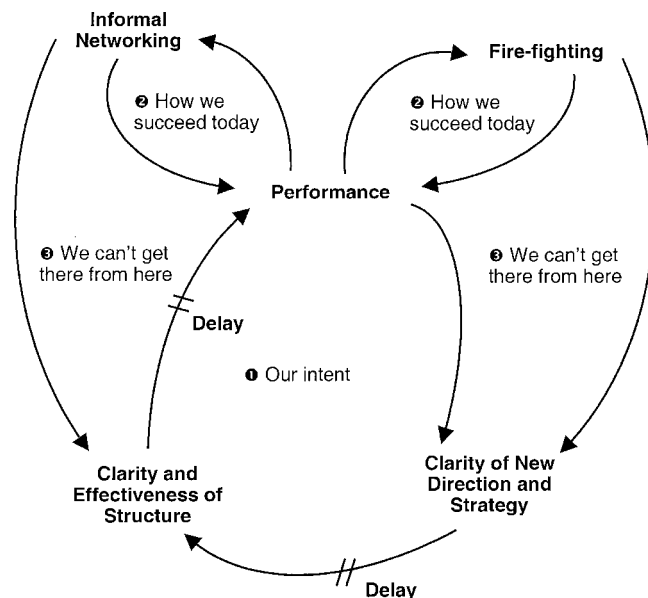 Informal
Networking
Fire-fighting
❷ How we
succeed today
❷ How we
succeed today
Performance
❸ We can't get
there from here
❸ We can't get
there from here
Delay
❶ Our intent
Clarity and
Effectiveness of
Structure
Clarity of New
Direction and
Strategy
Delay